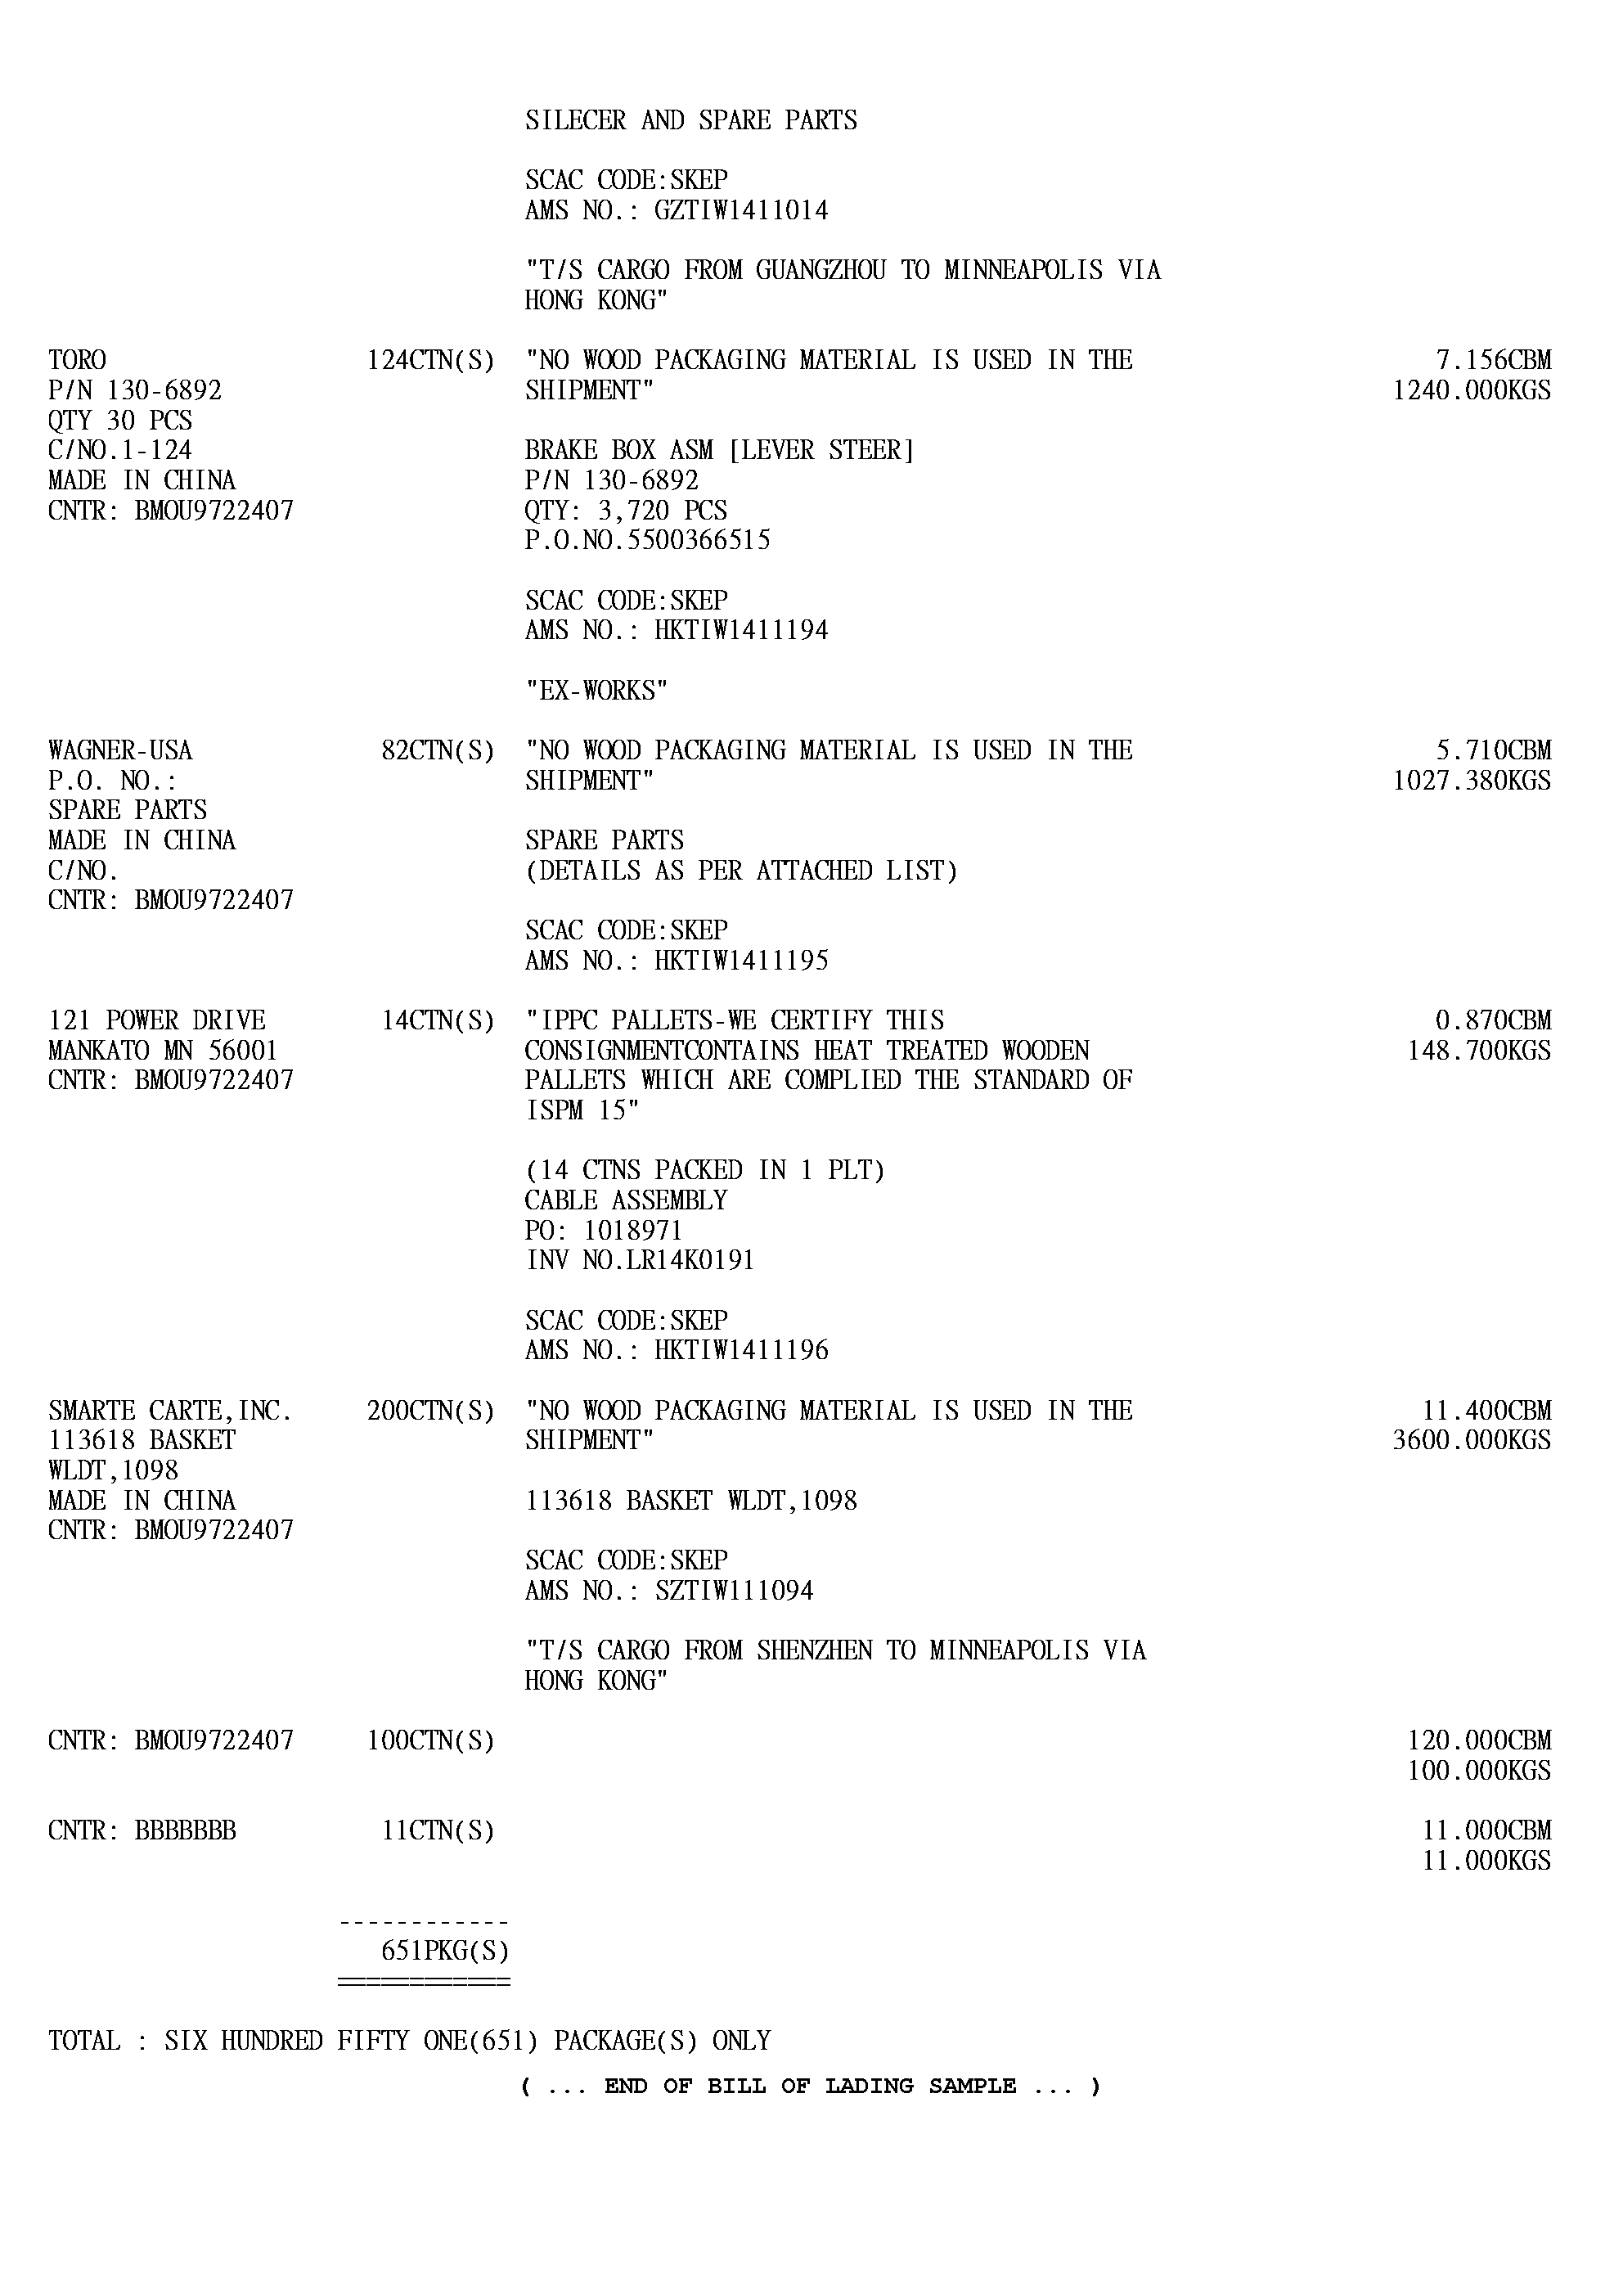 SILECER AND SPARE PARTS
SCAC CODE:SKEP
AMS NO.: GZTIW1411014
"T/S CARGO FROM GUANGZHOU TO MINNEAPOLIS VIA
HONG KONG"
TORO 124CTN(S) "NO WOOD PACKAGING MATERIAL IS USED IN THE 7.156CBM
P/N 130-6892 SHIPMENT" 1240.000KGS
QTY 30 PCS
C/NO.1-124 BRAKE BOX ASM [LEVER STEER]
MADE IN CHINA P/N 130-6892
CNTR: BMOU9722407 QTY: 3,720 PCS
P.O.NO.5500366515
SCAC CODE:SKEP
AMS NO.: HKTIW1411194
"EX-WORKS"
WAGNER-USA 82CTN(S) "NO WOOD PACKAGING MATERIAL IS USED IN THE 5.710CBM
P.O. NO.: SHIPMENT" 1027.380KGS
SPARE PARTS
MADE IN CHINA SPARE PARTS
C/NO. (DETAILS AS PER ATTACHED LIST)
CNTR: BMOU9722407
SCAC CODE:SKEP
AMS NO.: HKTIW1411195
121 POWER DRIVE 14CTN(S) "IPPC PALLETS-WE CERTIFY THIS 0.870CBM
MANKATO MN 56001 CONSIGNMENTCONTAINS HEAT TREATED WOODEN 148.700KGS
CNTR: BMOU9722407 PALLETS WHICH ARE COMPLIED THE STANDARD OF
ISPM 15"
(14 CTNS PACKED IN 1 PLT)
CABLE ASSEMBLY
PO: 1018971
INV NO.LR14K0191
SCAC CODE:SKEP
AMS NO.: HKTIW1411196
SMARTE CARTE,INC. 200CTN(S) "NO WOOD PACKAGING MATERIAL IS USED IN THE 11.400CBM
113618 BASKET SHIPMENT" 3600.000KGS
WLDT,1098
MADE IN CHINA 113618 BASKET WLDT,1098
CNTR: BMOU9722407
SCAC CODE:SKEP
AMS NO.: SZTIW111094
"T/S CARGO FROM SHENZHEN TO MINNEAPOLIS VIA
HONG KONG"
CNTR: BMOU9722407 100CTN(S) 120.000CBM
100.000KGS
CNTR: BBBBBBB 11CTN(S) 11.000CBM
11.000KGS
------------
651PKG(S)
============
TOTAL : SIX HUNDRED FIFTY ONE(651) PACKAGE(S) ONLY
( ... END OF BILL OF LADING SAMPLE ... )